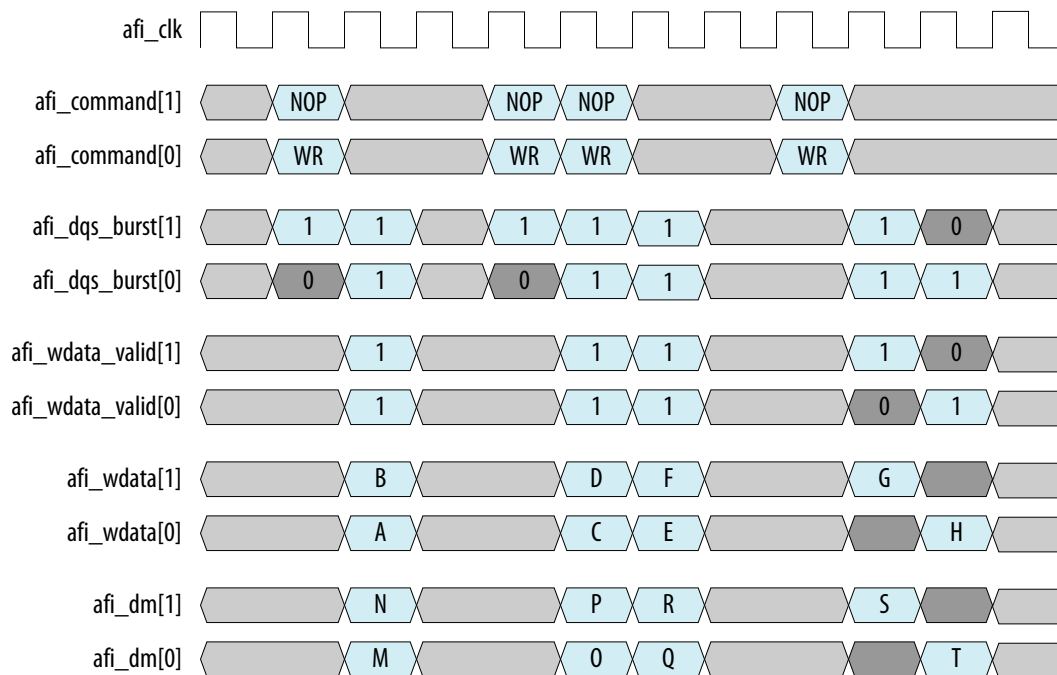 afi_clk
afi_command[1] NOP NOP NOP NOP
afi_command[0] WR WR WR WR
afi_dqs_burst[1] 1 1 1 1 1 1 0
afi_dqs_burst[0] 0 1 0 1 1 1 1
afi_wdata_valid[1] 1 1 1 1 0
afi_wdata_valid[0] 1 1 1 0 1
afi_wdata[1] B D F G
afi_wdata[0] A C E H
afi_dm[1] N P R S
afi_dm[0] M O Q T